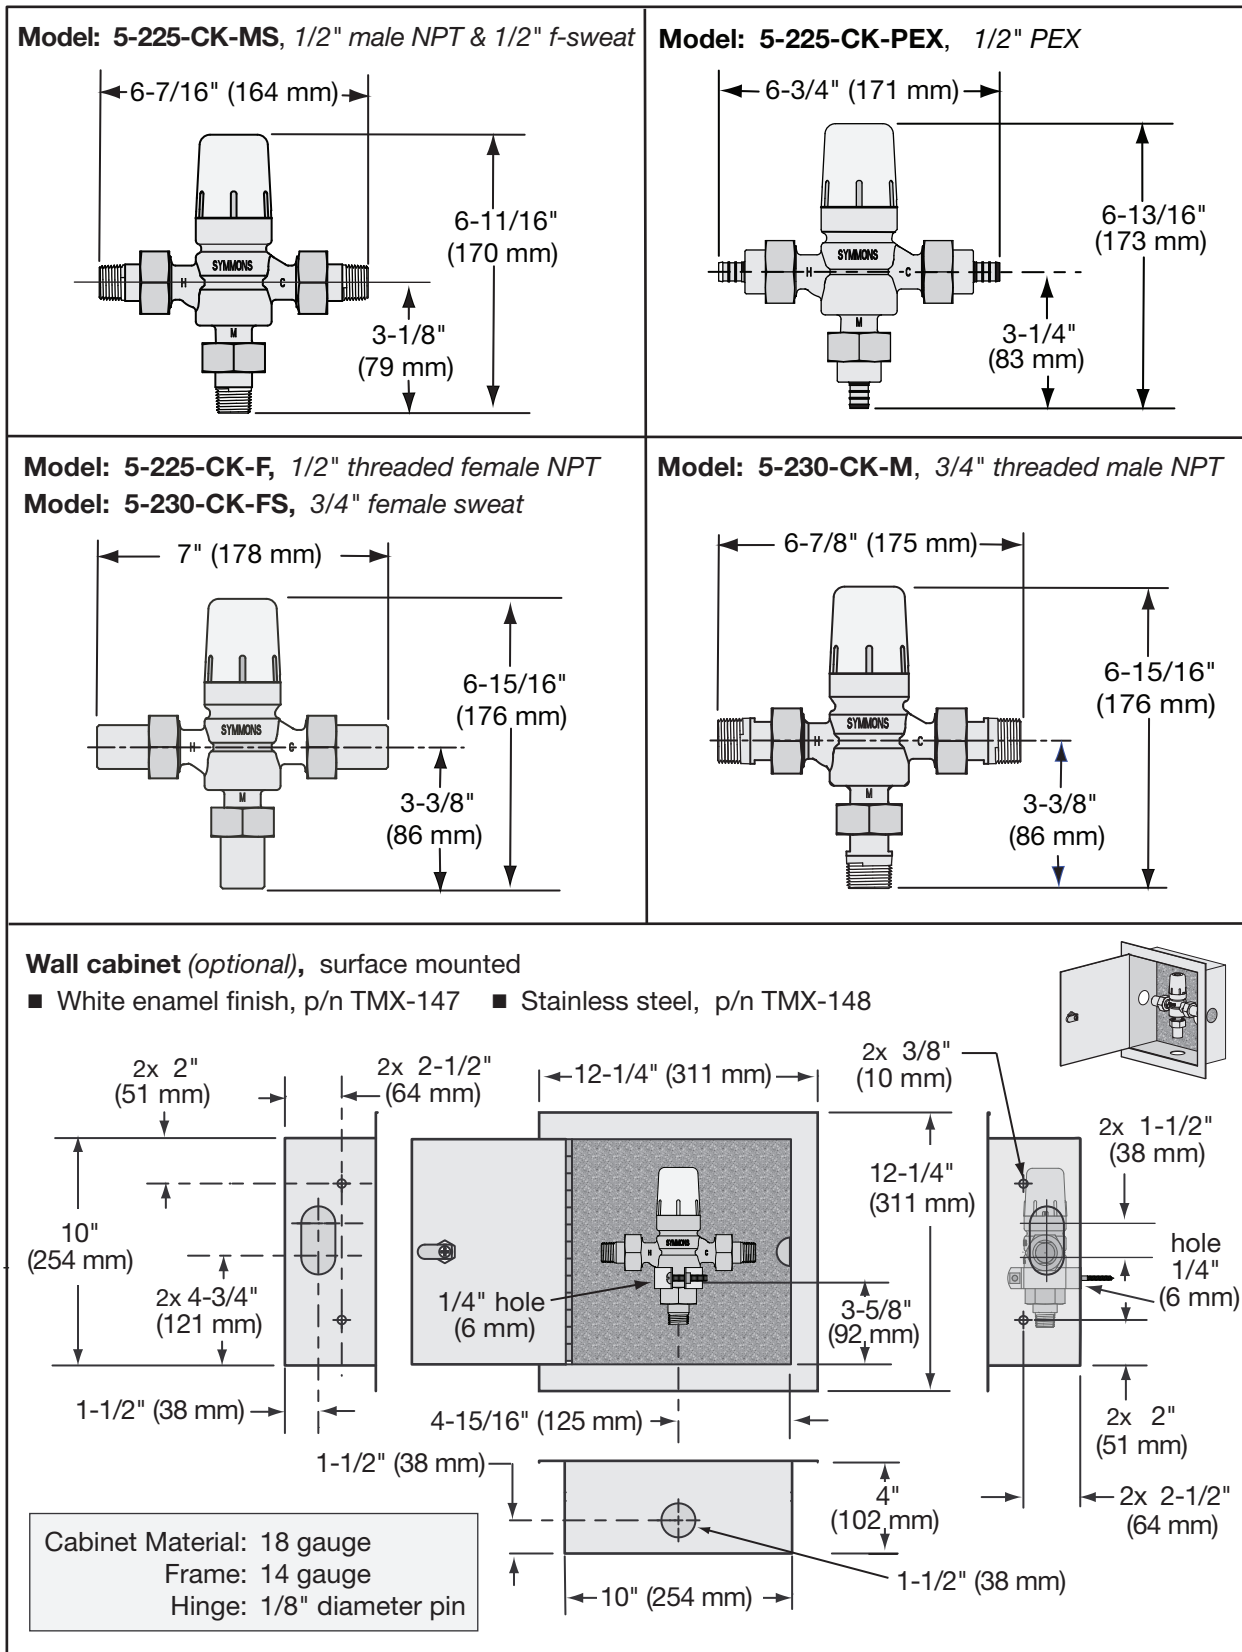 Model: 5-225-CK-MS, 1/2" male NPT & 1/2" f-sweat
6-7/16" (164 mm)
6-11/16"
(170 mm)
SYMMONS
H
C
3-1/8"
(79 mm)
M
Model: 5-225-CK-PEX, 1/2" PEX
6-3/4" (171 mm)
6-13/16"
(173 mm)
SYMMONS
H
C
3-1/4"
(83 mm)
M
Model: 5-225-CK-F, 1/2" threaded female NPT
Model: 5-230-CK-FS, 3/4" female sweat
7" (178 mm)
6-15/16"
(176 mm)
SYMMONS
H
C
3-3/8"
(86 mm)
M
Model: 5-230-CK-M, 3/4" threaded male NPT
6-7/8" (175 mm)
6-15/16"
(176 mm)
SYMMONS
H
C
3-3/8"
(86 mm)
M
Wall cabinet (optional), surface mounted
■ White enamel finish, p/n TMX-147 ■ Stainless steel, p/n TMX-148
2x 2"
(51 mm)
2x 2-1/2"
(64 mm)
10"
(254 mm)
2x 4-3/4"
(121 mm)
1-1/2" (38 mm)
12-1/4" (311 mm)
12-1/4"
(311 mm)
SYMMONS
H
C
1/4" hole
(6 mm)
3-5/8"
(92 mm)
4-15/16" (125 mm)
2x 3/8"
(10 mm)
2x 1-1/2"
(38 mm)
hole
1/4"
(6 mm)
2x 2"
(51 mm)
2x 2-1/2"
(64 mm)
1-1/2" (38 mm)
4"
(102 mm)
1-1/2" (38 mm)
10" (254 mm)
Cabinet Material: 18 gauge
Frame: 14 gauge
Hinge: 1/8" diameter pin